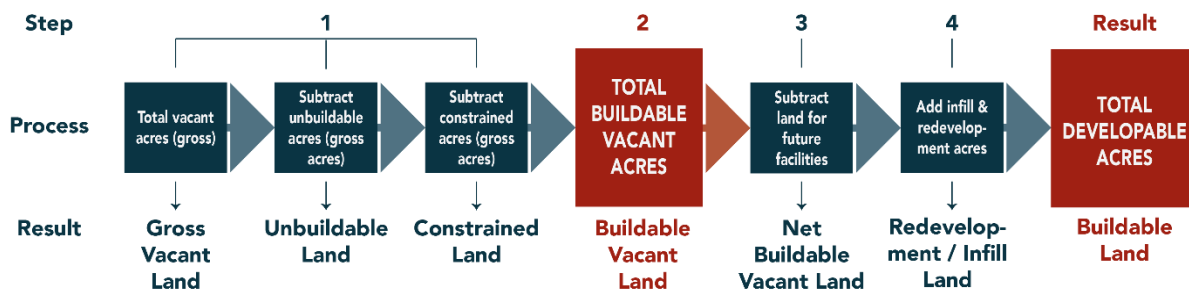 Step 1 2 3 4 Result
Process
Total vacant
acres (gross)
Subtract
unbuildable
acres (gross
acres)
Subtract
constrained
acres (gross
acres)
TOTAL
BUILDABLE
VACANT
ACRES
Subtract
land for
future
facilities
Add infill &
redevelop-
ment acres
TOTAL
DEVELOPABLE
ACRES
Result
Gross
Vacant
Land
Unbuildable
Land
Constrained
Land
Buildable
Vacant
Land
Net
Buildable
Vacant Land
Redevelop-
ment / Infill
Land
Buildable
Land